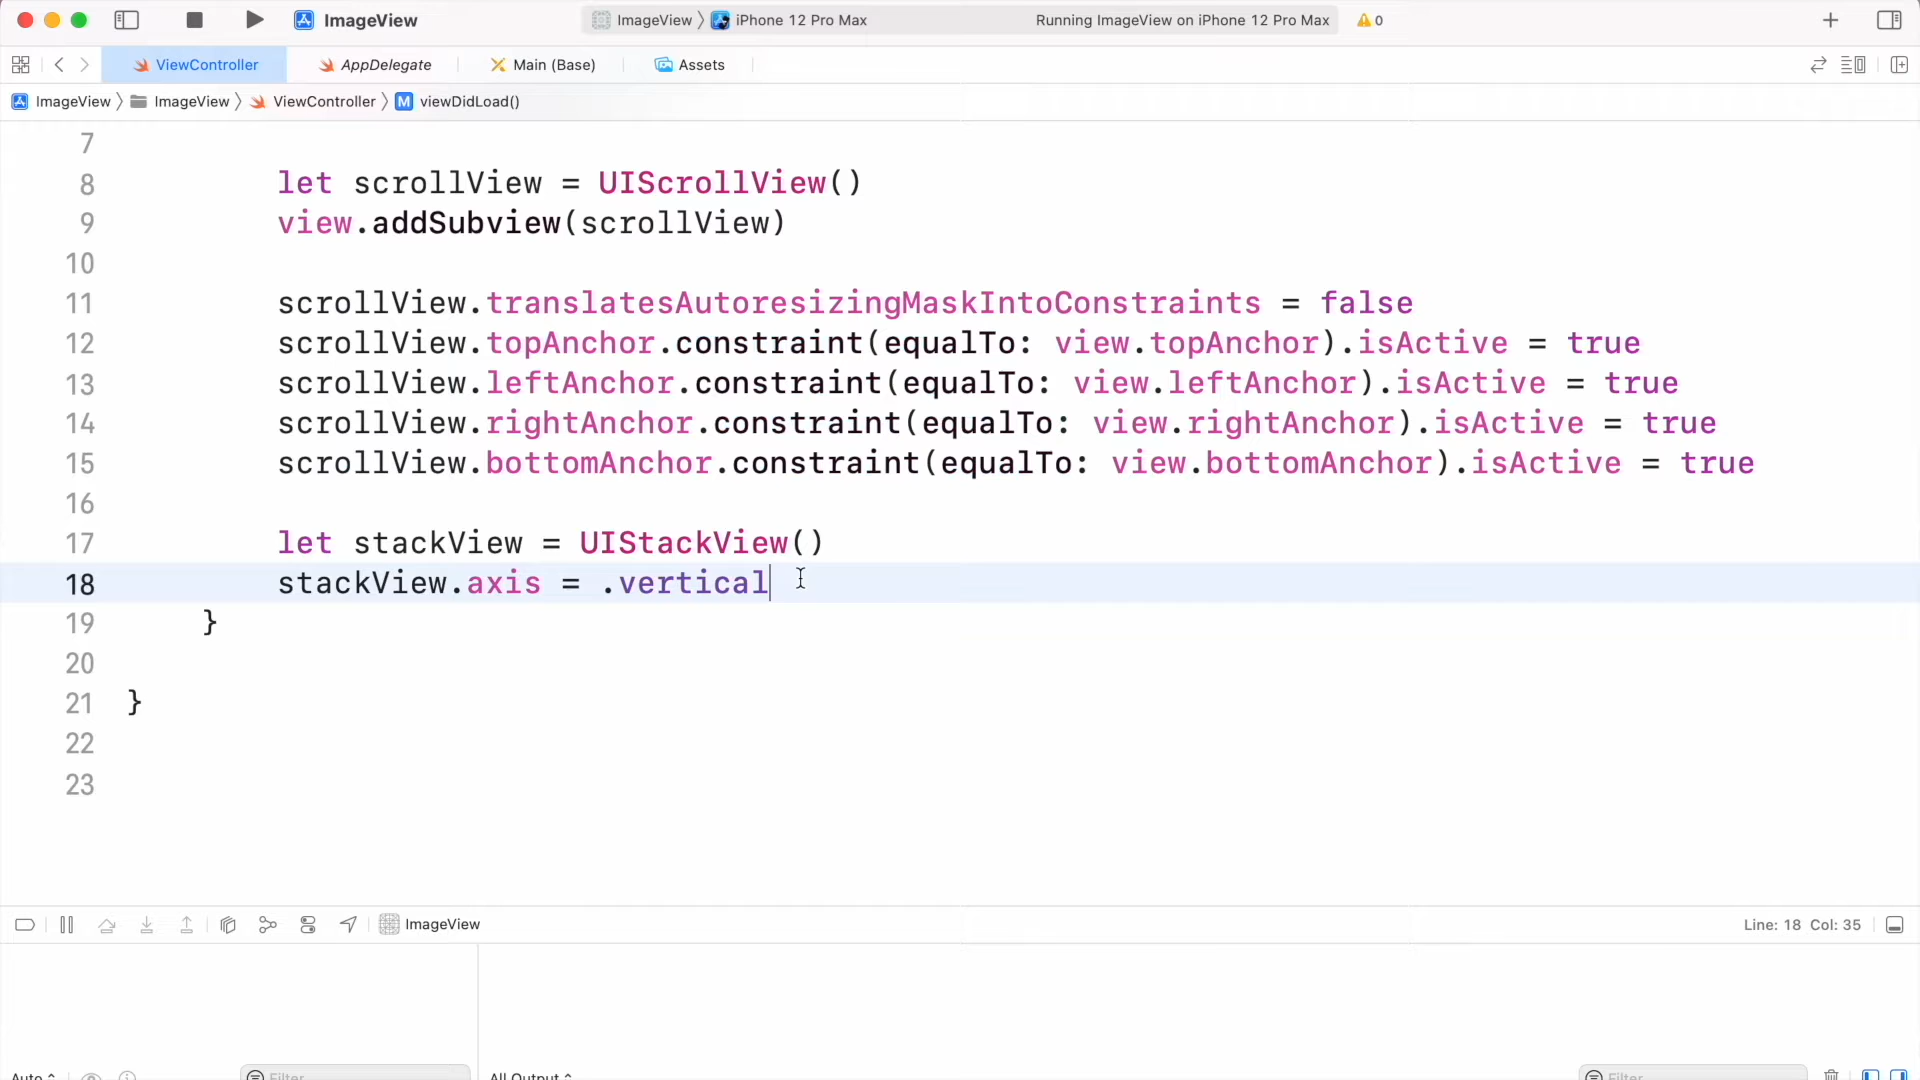 ImageView
ImageView
iPhone 12 Pro Max
Running ImageView on iPhone 12 Pro Max
0
ViewController
AppDelegate
Main (Base)
Assets
ImageView
ImageView
ViewController
M
viewDidLoad()
7
8 let scrollView = UIScrollView()
9 view.addSubview(scrollView)
10
11 scrollView.translatesAutoresizingMaskIntoConstraints = false
12 scrollView.topAnchor.constraint(equalTo: view.topAnchor).isActive = true
13 scrollView.leftAnchor.constraint(equalTo: view.leftAnchor).isActive = true
14 scrollView.rightAnchor.constraint(equalTo: view.rightAnchor).isActive = true
15 scrollView.bottomAnchor.constraint(equalTo: view.bottomAnchor).isActive = true
16
17 let stackView = UIStackView()
18 stackView.axis = .vertical
19 }
20
21 }
22
23
ImageView
Line: 18 Col: 35
Auto
Filter
All Output
Filter